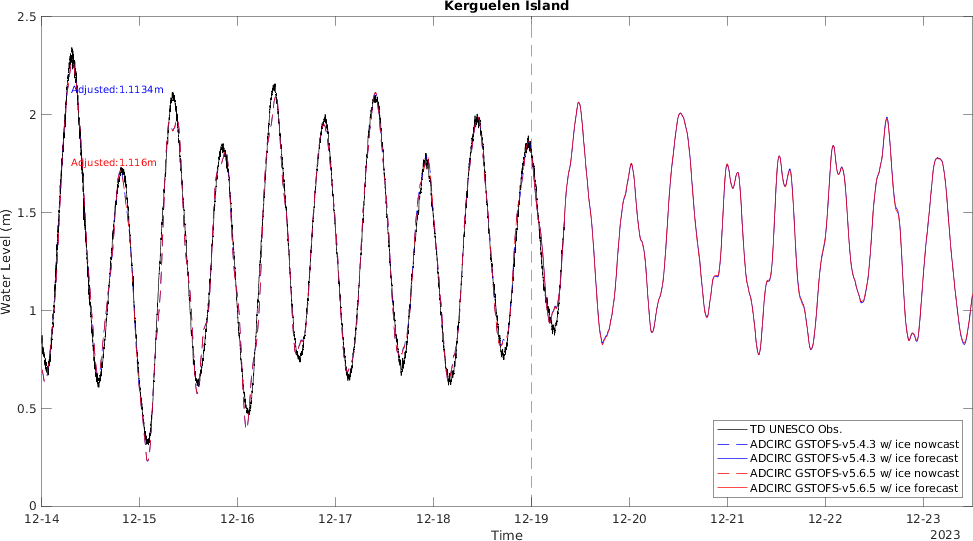 Kerguelen Island
2.5
2
1.5
1
0.5
0
Water Level (m)
Adjusted:1.1134m
Adjusted:1.116m
TD UNESCO Obs.
ADCIRC GSTOFS-v5.4.3 w/ ice nowcast
ADCIRC GSTOFS-v5.4.3 w/ ice forecast
ADCIRC GSTOFS-v5.6.5 w/ ice nowcast
ADCIRC GSTOFS-v5.6.5 w/ ice forecast
12-14 12-15 12-16 12-17 12-18 12-19 12-20 12-21 12-22 12-23
Time
2023